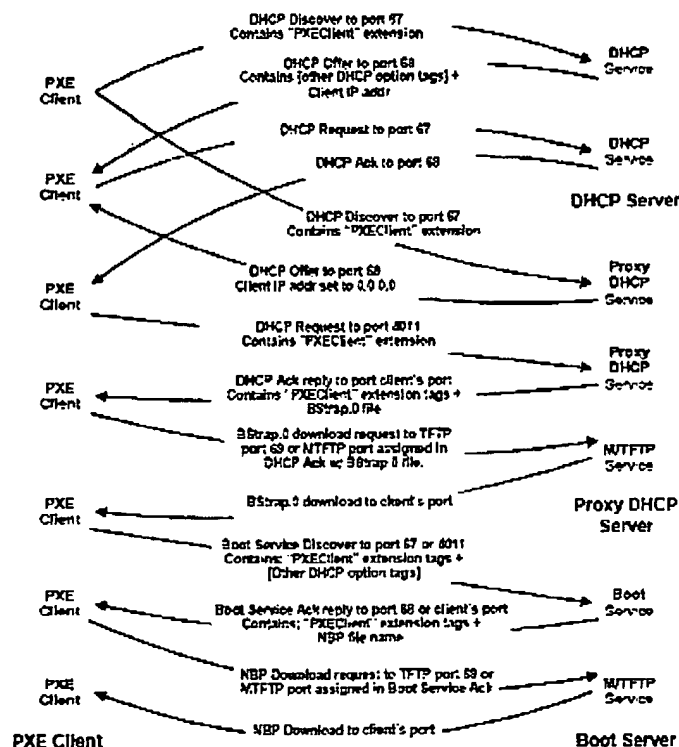 DHCP Discover to port 67
Contains "PXEClient" extension
DHCP
Service
PXE
Client
DHCP Offer to port 68
Contains [other DHCP option tags] +
Client IP addr
DHCP Request to port 67
DHCP
Service
PXE
Client
DHCP Ack to port 68
DHCP Server
DHCP Discover to port 67
Contains "PXEClient" extension
PXE
Client
DHCP Offer to port 68
Client IP addr set to 0.0.0.0
Proxy
DHCP
Service
DHCP Request to port 4011
Contains "PXEClient" extension
Proxy
DHCP
Service
PXE
Client
DHCP Ack reply to port client's port
Contains "PXEClient" extension tags +
BStrap.0 file
BStrap.0 download request to TFTP
port 69 or MTFTP port assigned in
DHCP Ack w/ BStrap.0 file.
M/TFTP
Service
PXE
Client
BStrap.0 download to client's port
Proxy DHCP
Server
Boot Service Discover to port 67 or 4011
Contains: "PXEClient" extension tags +
[Other DHCP option tags]
PXE
Client
Boot Service Ack reply to port 68 or client's port
Contains; "PXEClient" extension tags +
NBP file name
Boot
Service
NBP Download request to TFTP port 69 or
MTFTP port assigned in Boot Service Ack
PXE
Client
M/TFTP
Service
NBP Download to client's port
PXE Client
Boot Server